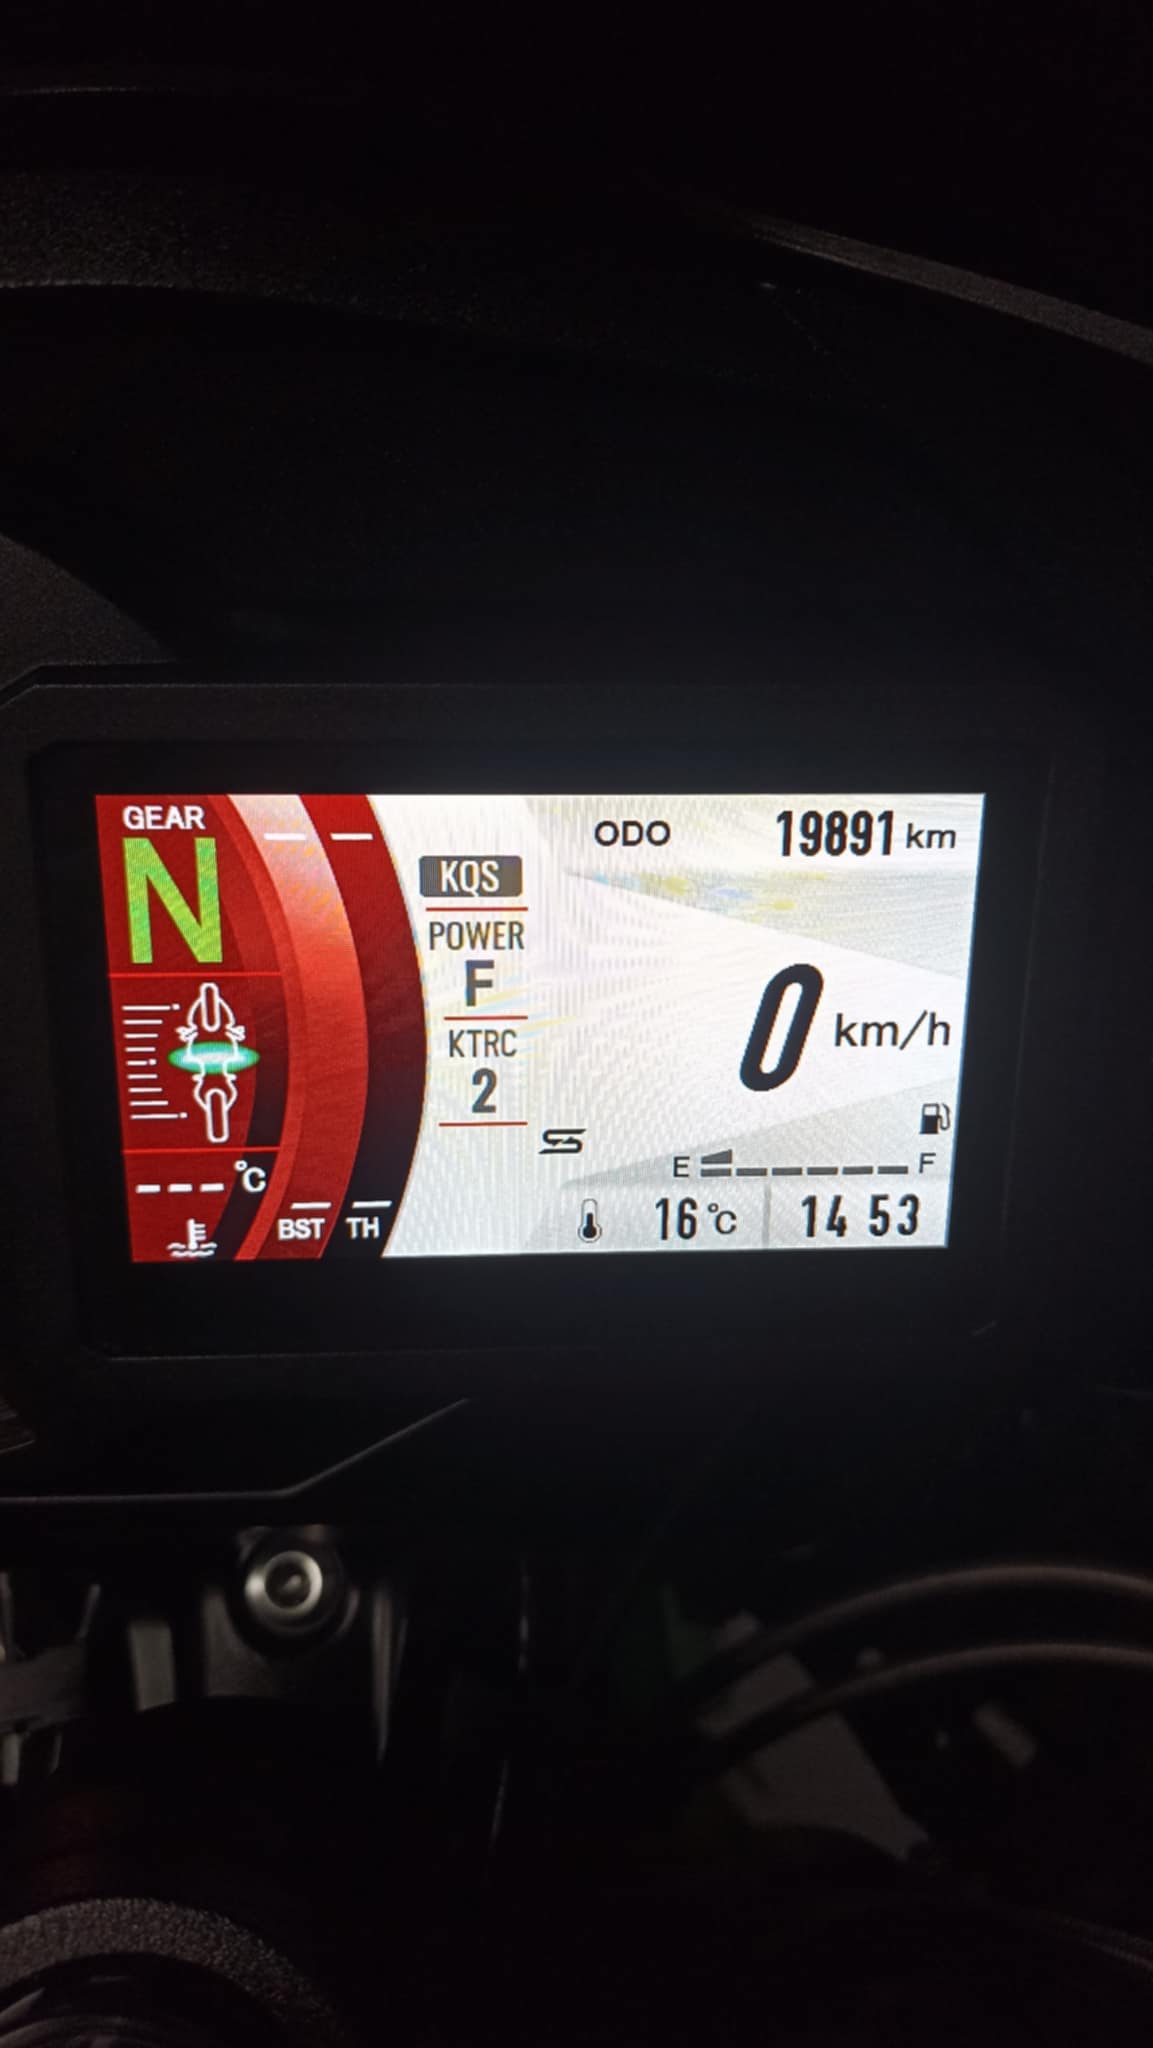 GEAR
N
KQS
POWER
F
KTRC
2
ODO 19891 km
0 km/h
E F
--- °C
BST TH
16 °C 14 53